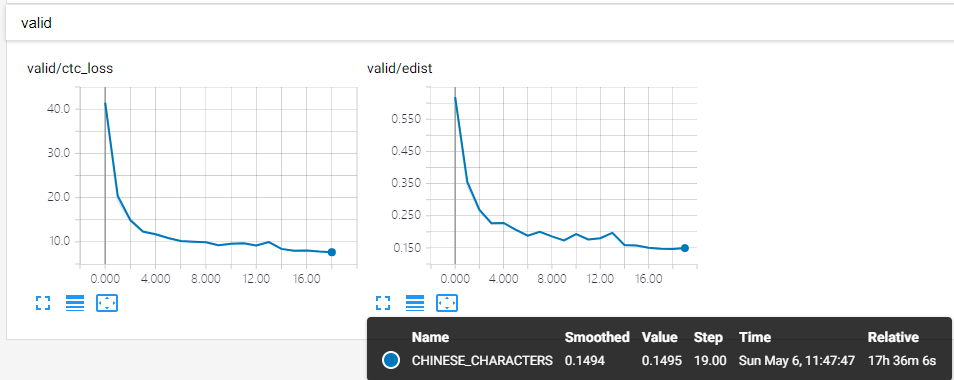 valid
valid/ctc_loss
40.0
30.0
20.0
10.0
0.000 4.000 8.000 12.00 16.00
valid/edist
0.550
0.450
0.350
0.250
0.150
0.000 4.000 8.000 12.00 16.00
Name Smoothed Value Step Time Relative
CHINESE_CHARACTERS 0.1494 0.1495 19.00 Sun May 6, 11:47:47 17h 36m 6s